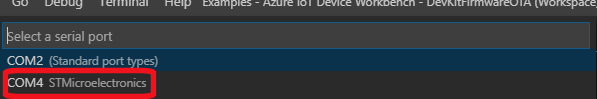 Go Debug Terminal Help Examples - Azure IoT Device Workbench - DevKitFirmwareOTA (Workspace)
Select a serial port
COM2 (Standard port types)
COM4 STMicroelectronics